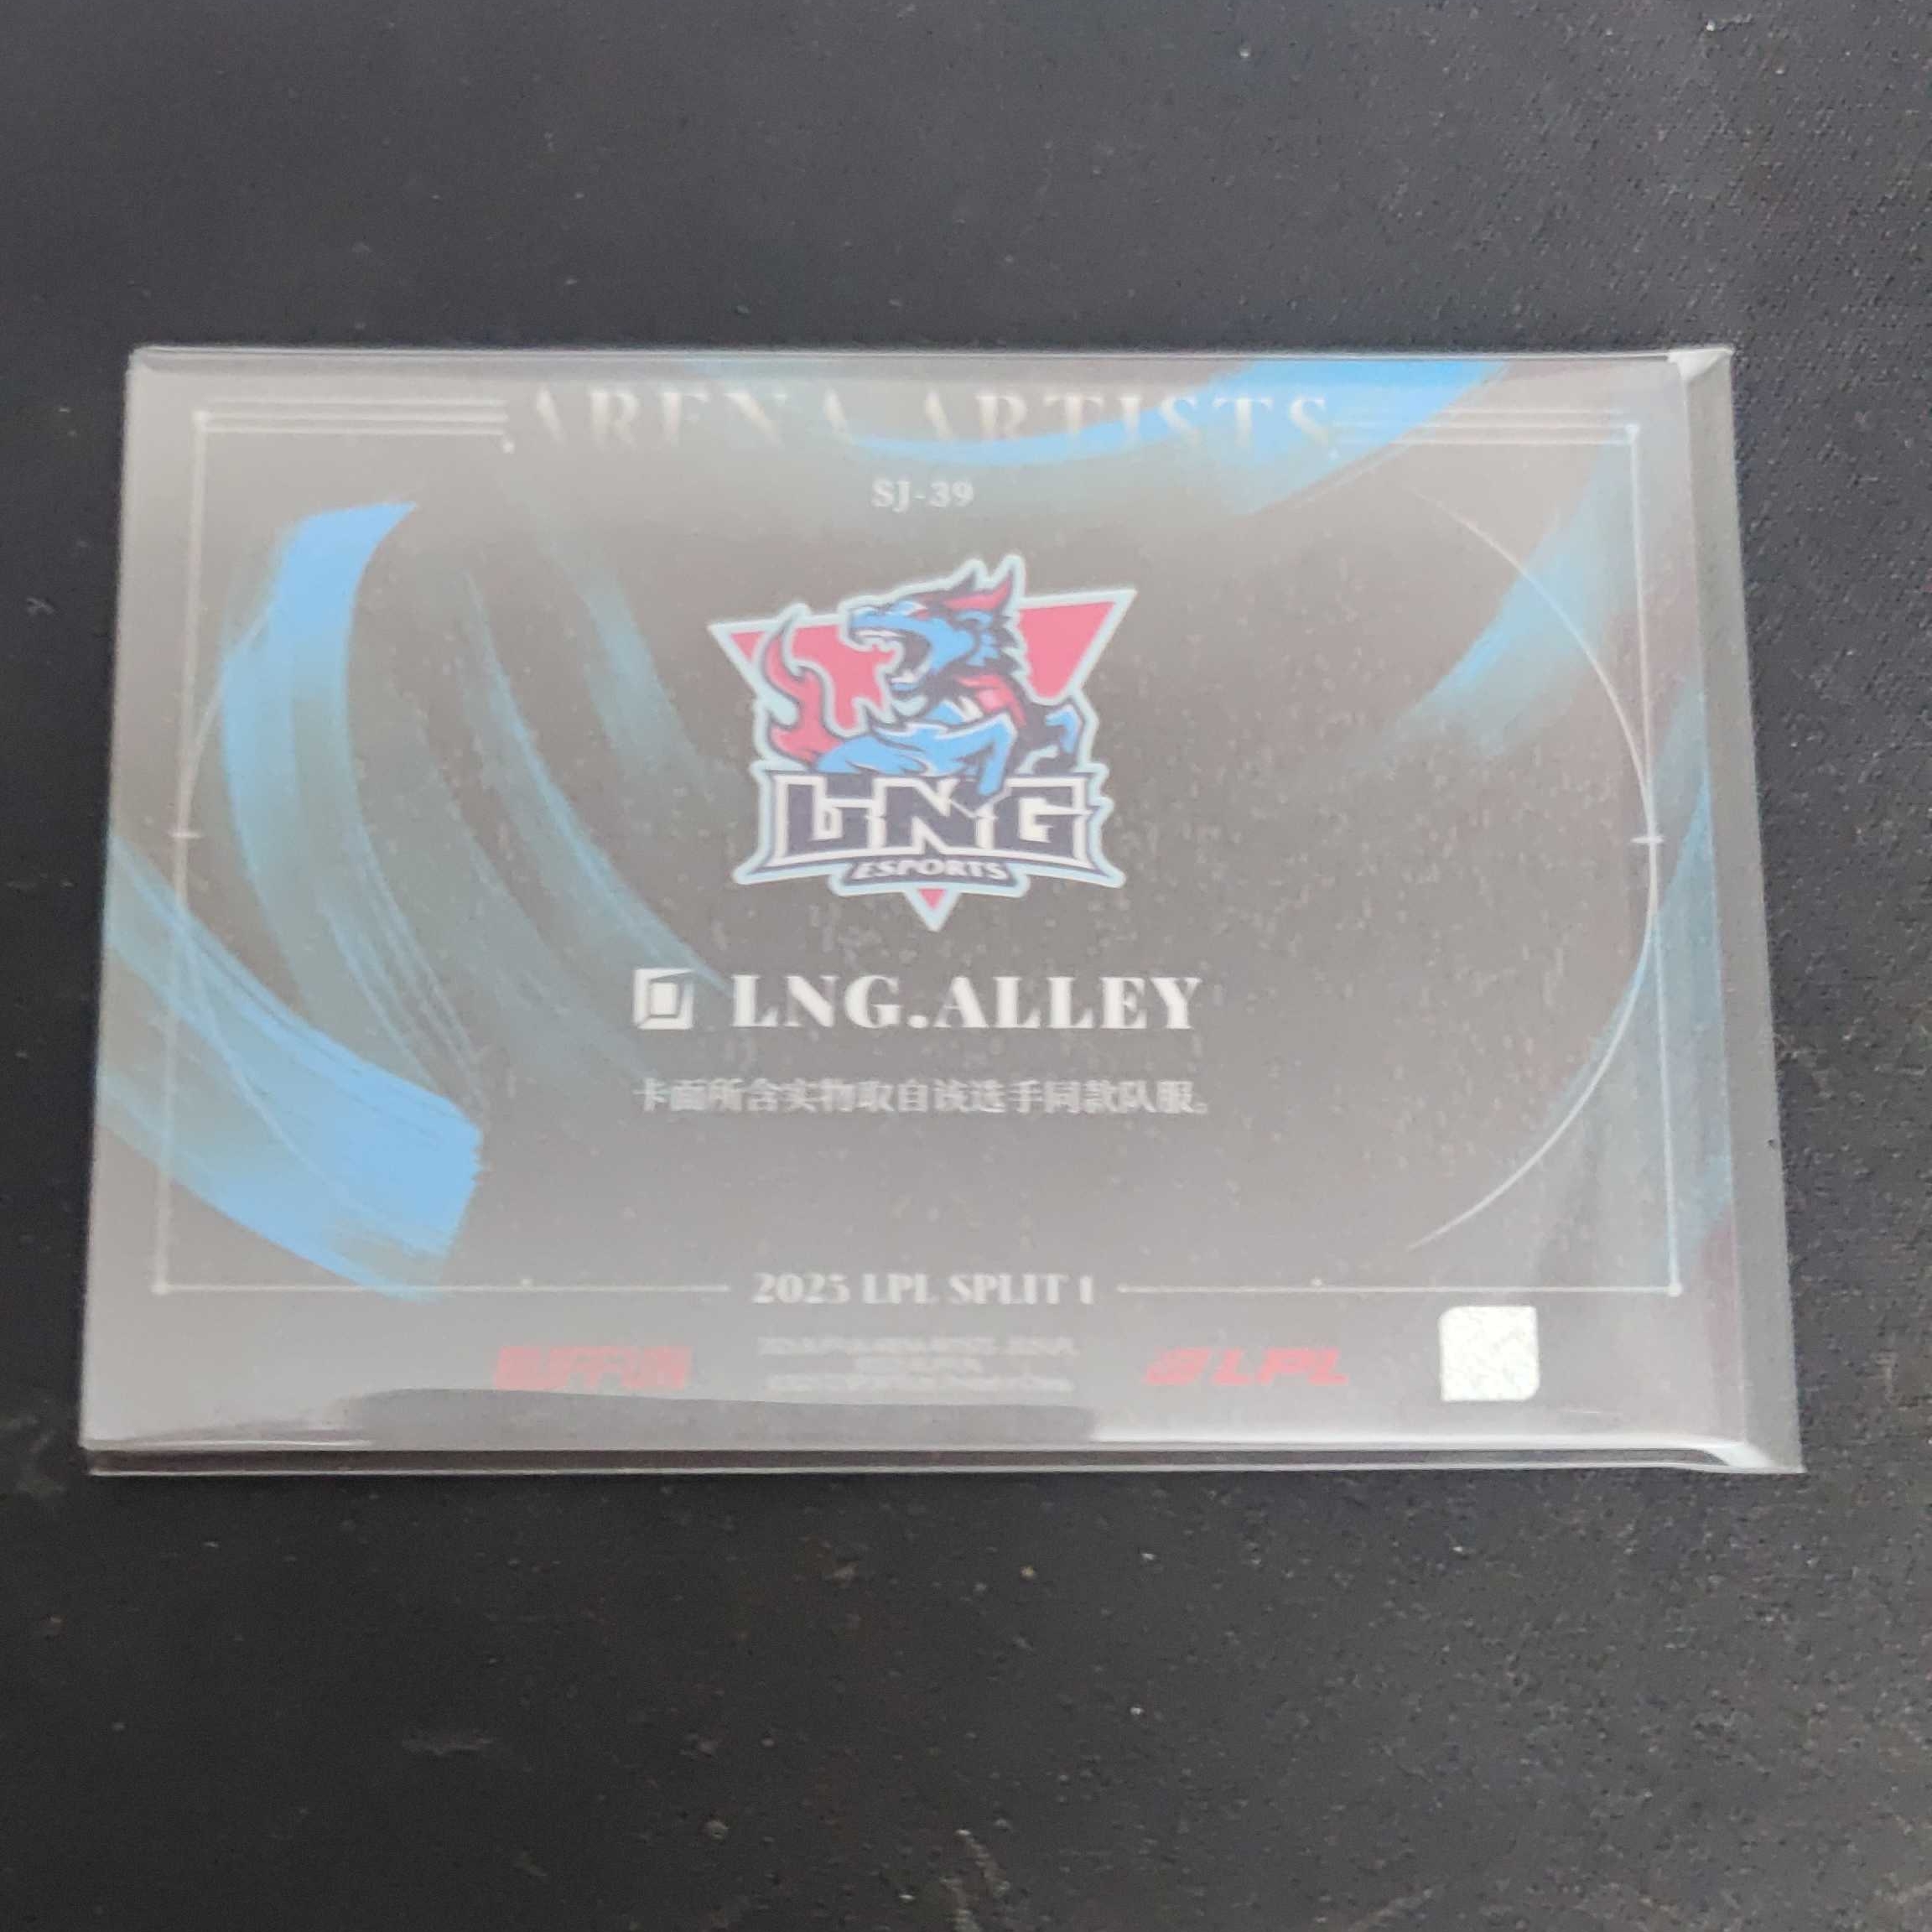 ARENA ARTISTS
SJ-39
LNG
ESPORTS
LNG.ALLEY
卡面所含实物取自该选手同款队服。
2025 LPL SPLIT 1
LPL